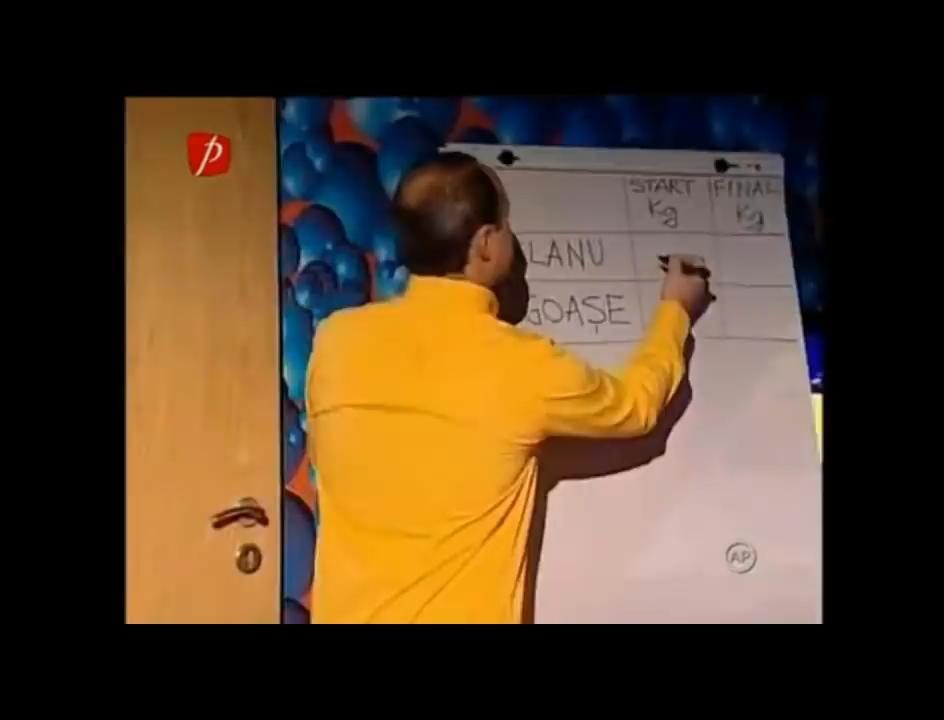 p
START FINAL
Kg Kg
LANU
GOAȘE
AP